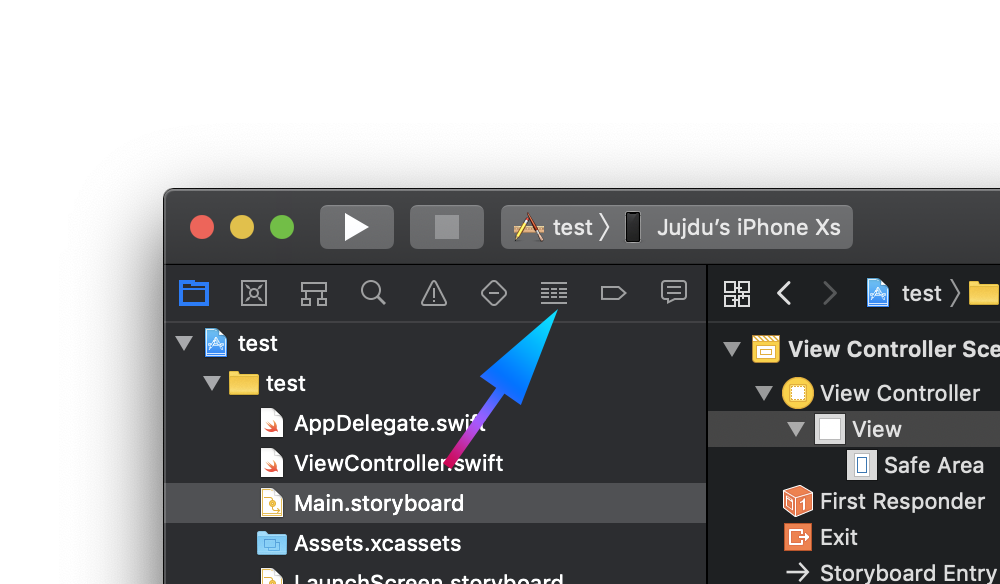 test
Jujdu’s iPhone Xs
test
test
test
AppDelegate.swift
ViewController.swift
Main.storyboard
Assets.xcassets
LaunchScreen.storyboard
View Controller Sce
View Controller
View
Safe Area
First Responder
Exit
Storyboard Entry